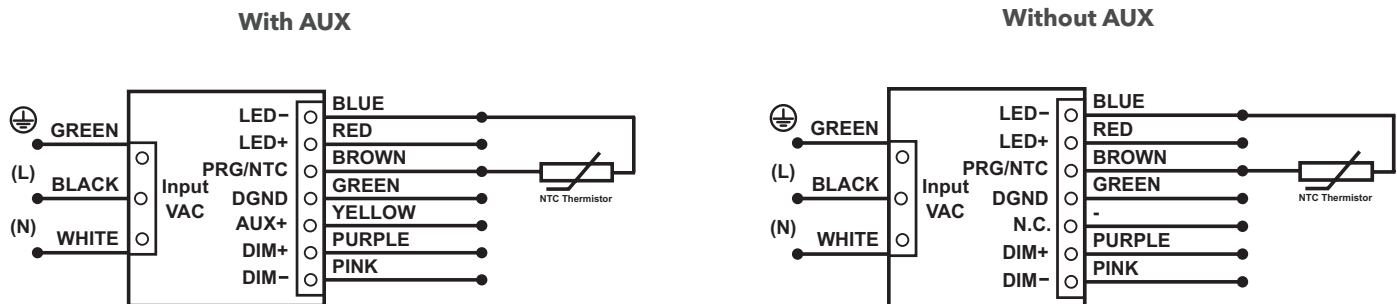 With AUX
GREEN
(L)
BLACK
(N)
WHITE
Input
VAC
LED−
LED+
PRG/NTC
DGND
AUX+
DIM+
DIM−
BLUE
RED
BROWN
GREEN
YELLOW
PURPLE
PINK
NTC Thermistor
Without AUX
GREEN
(L)
BLACK
(N)
WHITE
Input
VAC
LED−
LED+
PRG/NTC
DGND
N.C.
DIM+
DIM−
BLUE
RED
BROWN
GREEN
-
PURPLE
PINK
NTC Thermistor